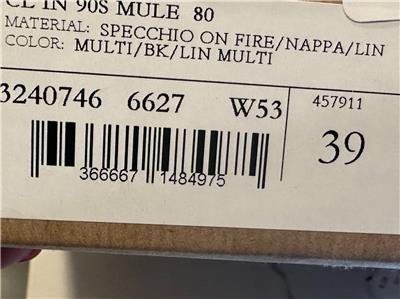 CL IN 90S MULE 80
MATERIAL: SPECCHIO ON FIRE/NAPPA/LIN
COLOR: MULTI/BK/LIN MULTI
3240746 6627 W53
457911
39
366667 1484975